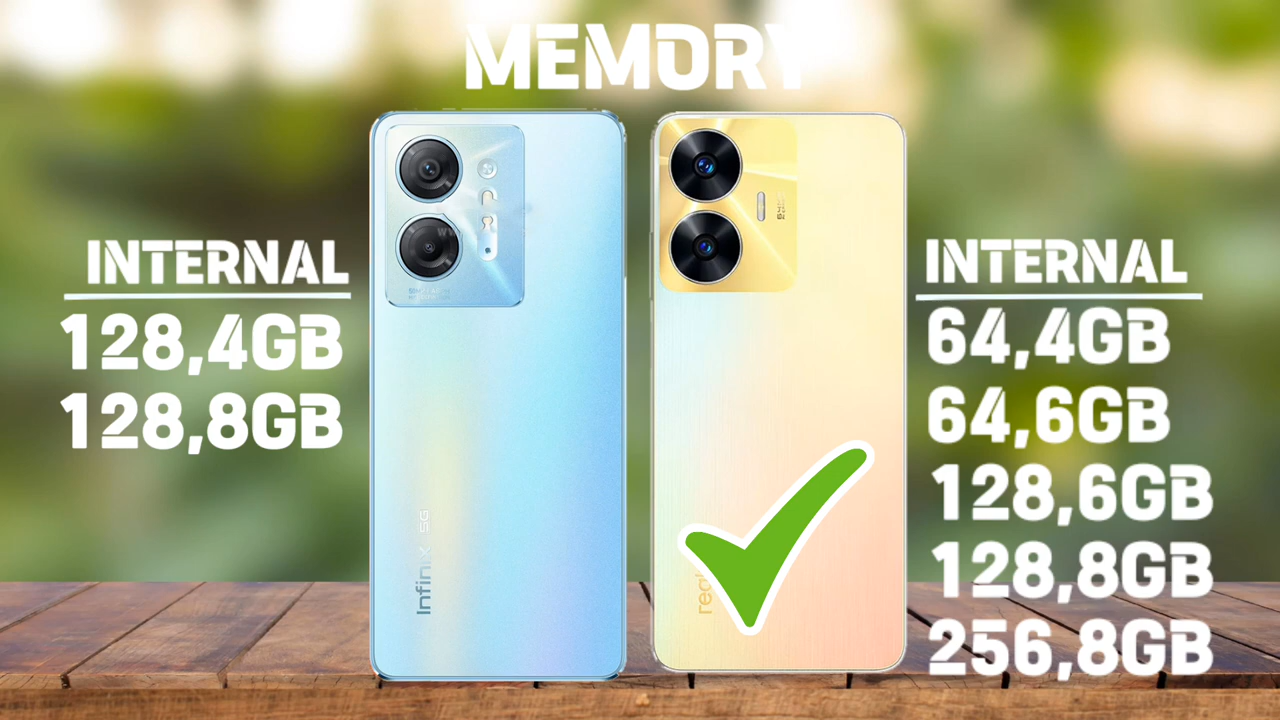 MEMORY
INTERNAL
128,4GB
128,8GB
Infinix 5G
INTERNAL
64,4GB
64,6GB
128,6GB
128,8GB
256,8GB